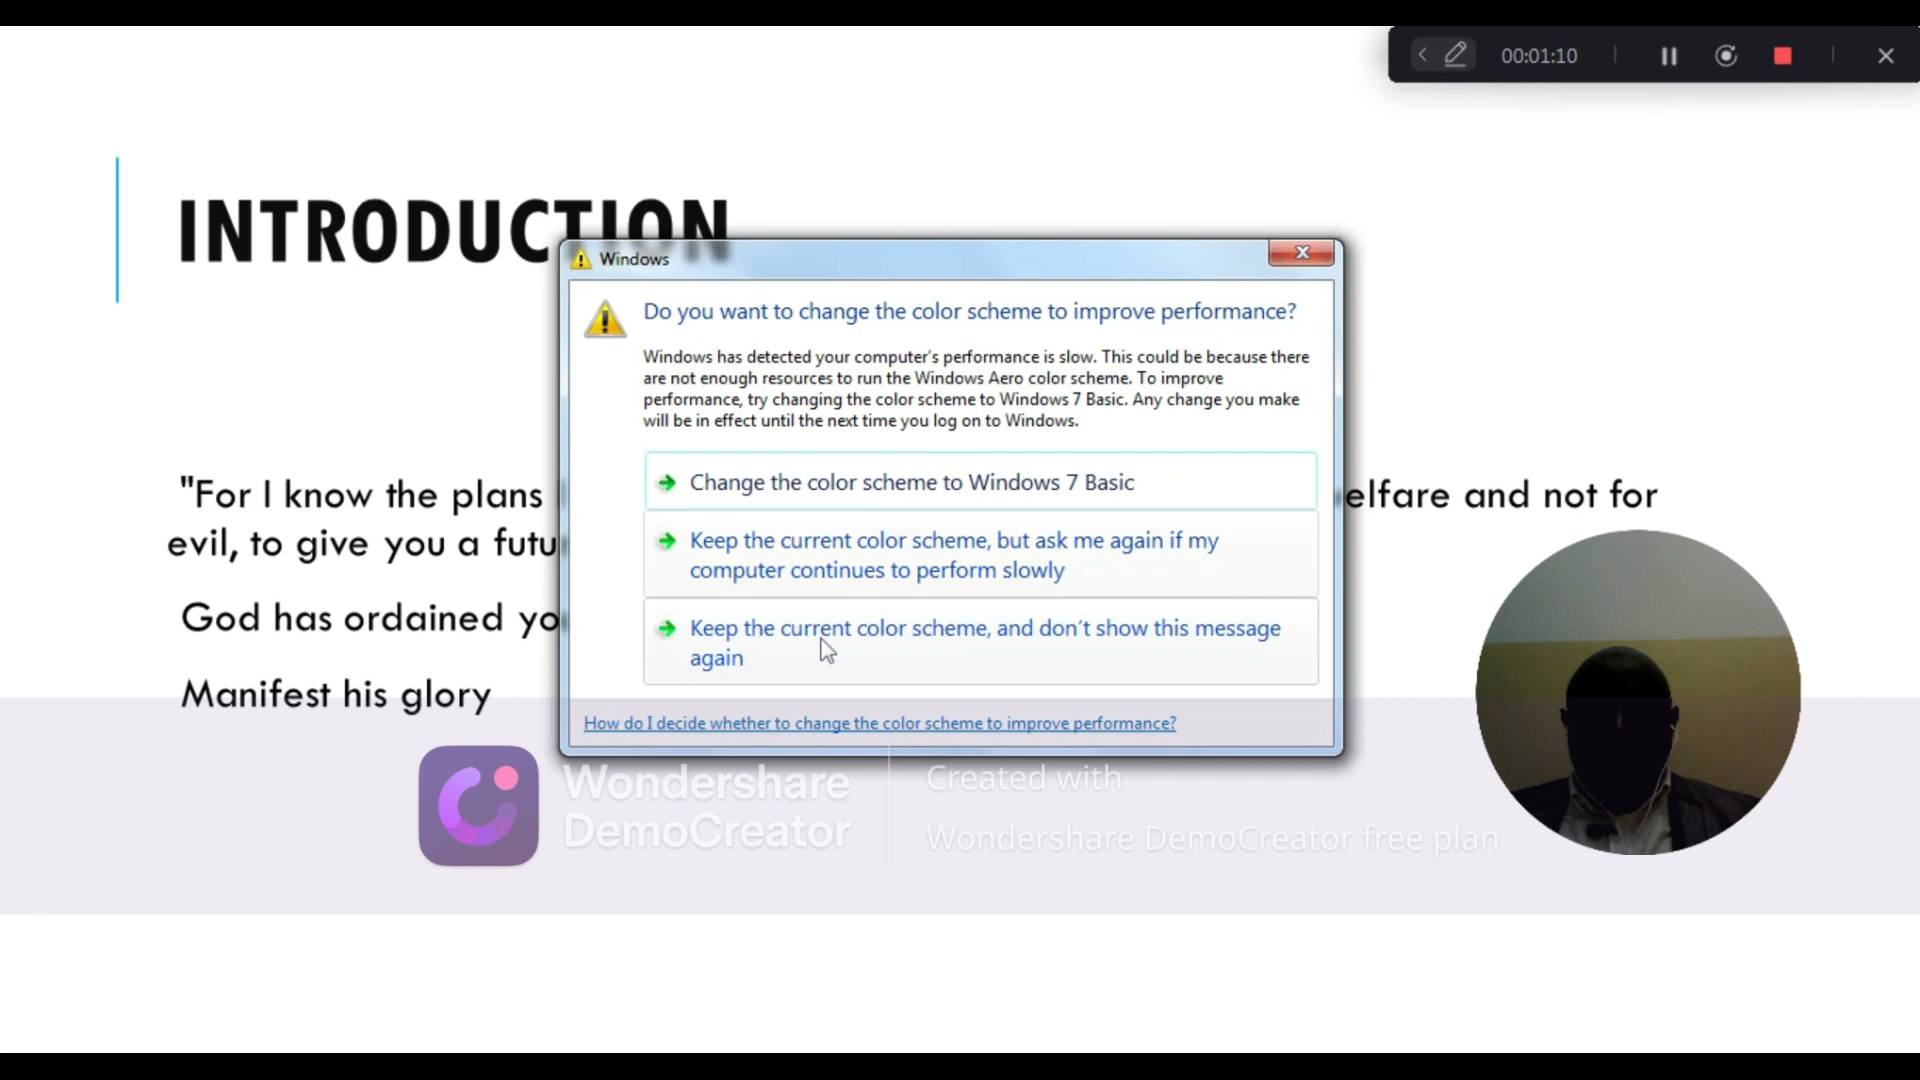 00:01:10
INTRODUCTION
Windows
Do you want to change the color scheme to improve performance?
Windows has detected your computer's performance is slow. This could be because there
are not enough resources to run the Windows Aero color scheme. To improve
performance, try changing the color scheme to Windows 7 Basic. Any change you make
will be in effect until the next time you log on to Windows.
Change the color scheme to Windows 7 Basic
Keep the current color scheme, but ask me again if my
computer continues to perform slowly
Keep the current color scheme, and don't show this message
again
How do I decide whether to change the color scheme to improve performance?
"For I know the plans elfare and not for
evil, to give you a futu
God has ordained yo
Manifest his glory
Wondershare
DemoCreator
Created with
Wondershare DemoCreator free plan